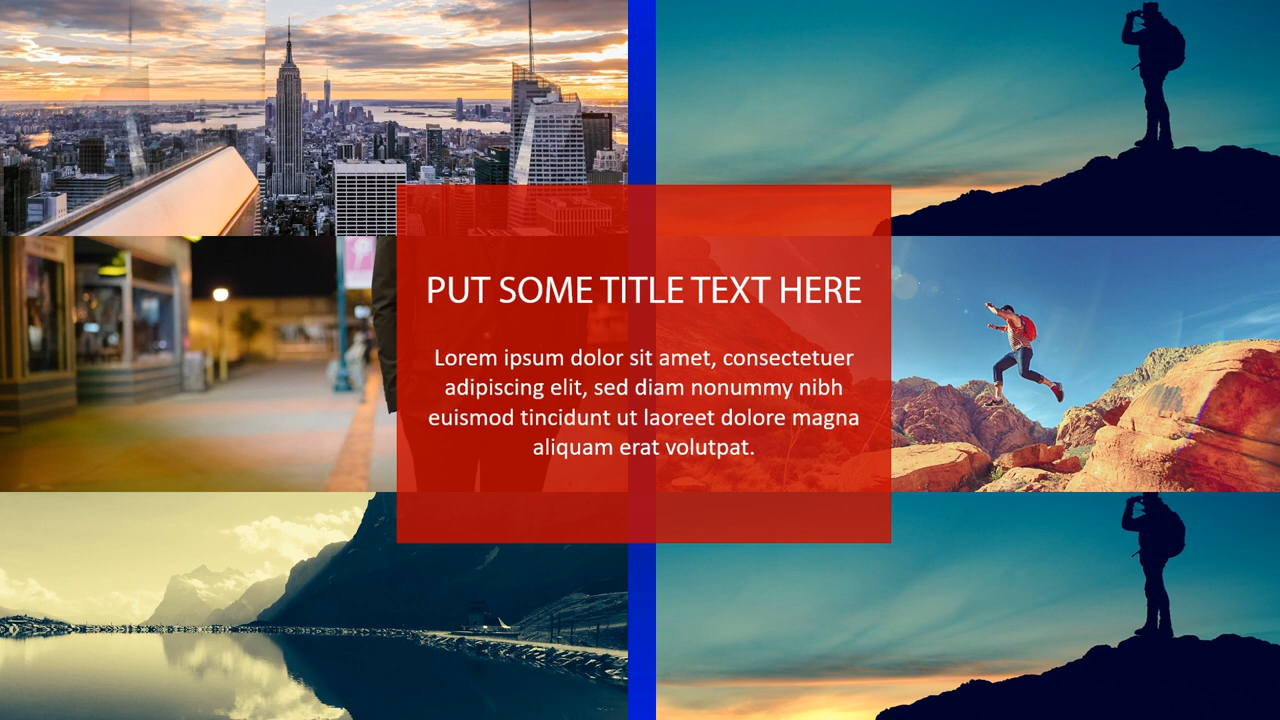 PUT SOME TITLE TEXT HERE
Lorem ipsum dolor sit amet, consectetuer
adipiscing elit, sed diam nonummy nibh
euismod tincidunt ut laoreet dolore magna
aliquam erat volutpat.